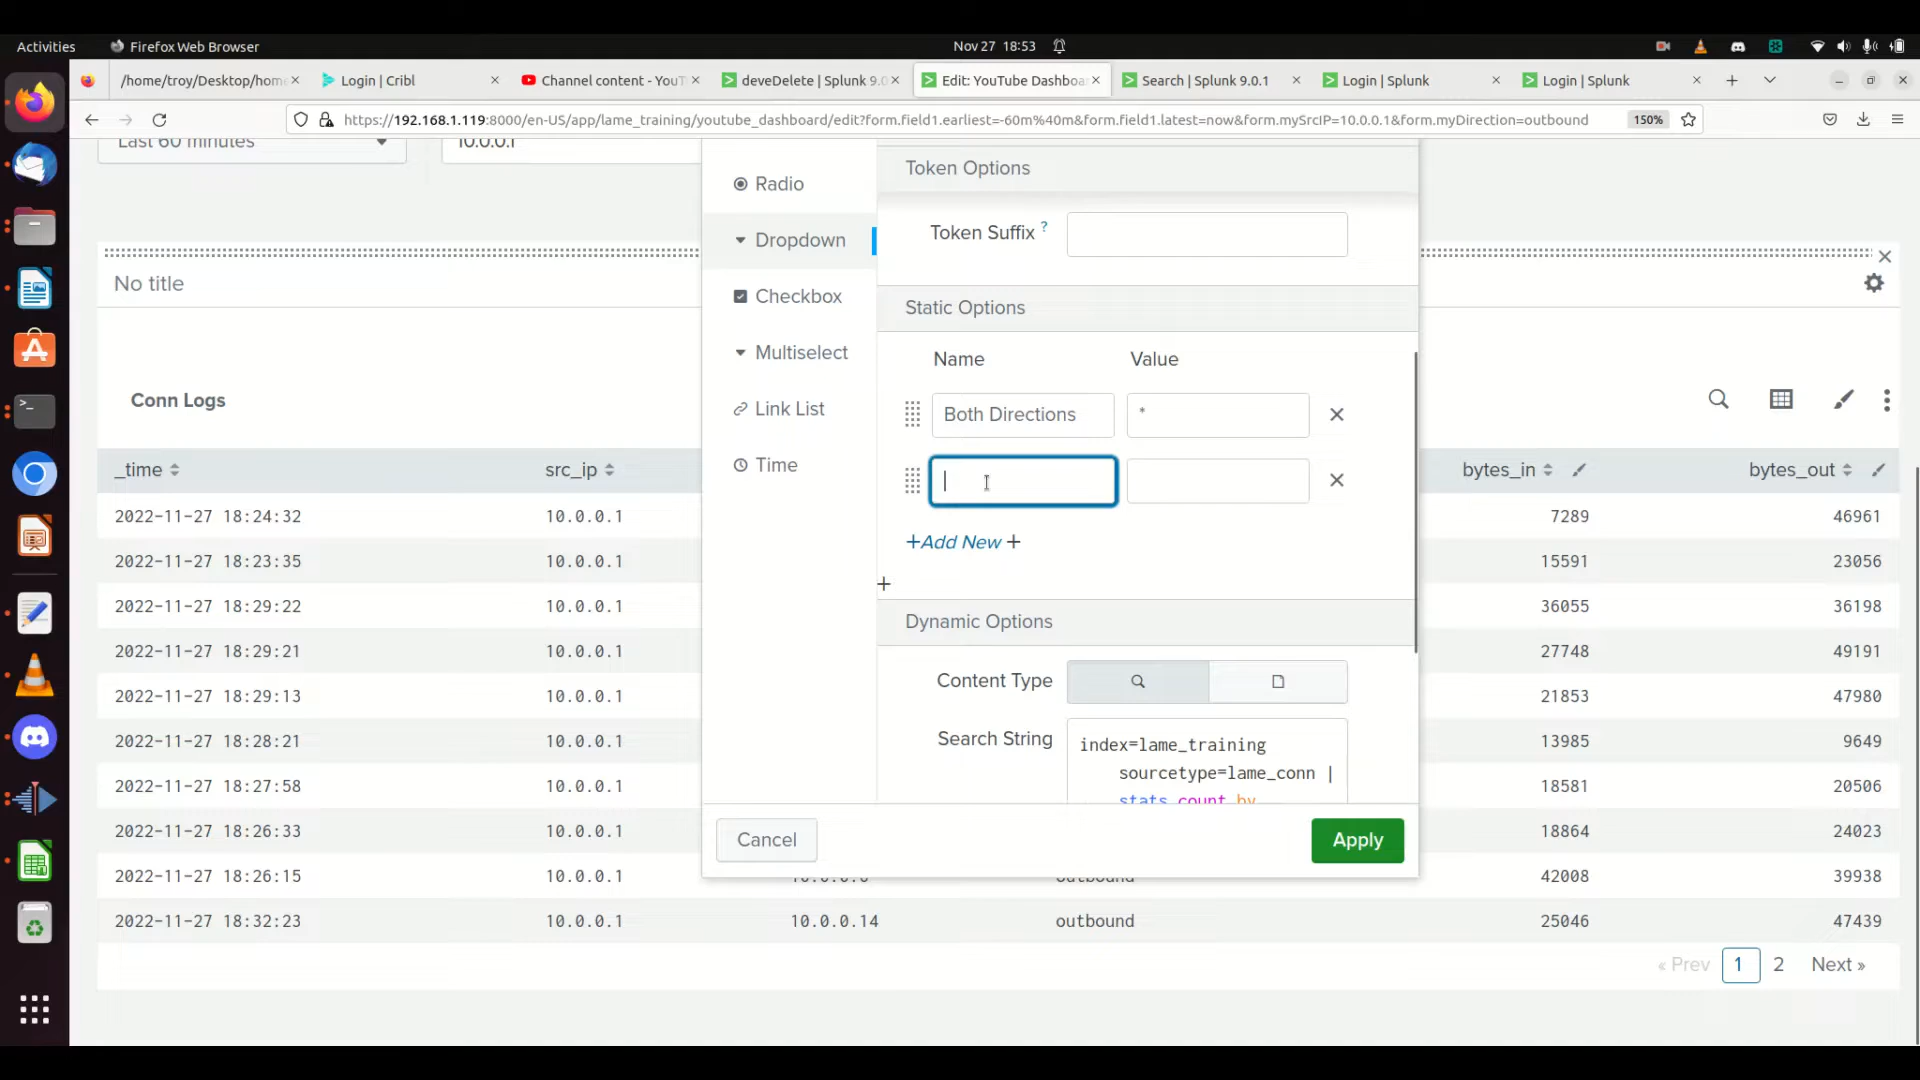 Activities Firefox Web Browser Nov 27 18:53
/home/troy/Desktop/home Login | Cribl Channel content - YouT deveDelete | Splunk 9.0 Edit: YouTube Dashboa Search | Splunk 9.0.1 Login | Splunk Login | Splunk
https://192.168.1.119:8000/en-US/app/lame_training/youtube_dashboard/edit?form.field1.earliest=-60m%40m&form.field1.latest=now&form.mySrcIP=10.0.0.1&form.myDirection=outbound 150%
Last 60 minutes 10.0.0.1
Token Options
Radio
Token Suffix ?
Dropdown
No title
Checkbox
Static Options
Multiselect
Name Value
Conn Logs
Link List
Both Directions *
Time
_time src_ip bytes_in bytes_out
2022-11-27 18:24:32 10.0.0.1 7289 46961
+Add New +
2022-11-27 18:23:35 10.0.0.1 15591 23056
+
2022-11-27 18:29:22 10.0.0.1 36055 36198
Dynamic Options
2022-11-27 18:29:21 10.0.0.1 27748 49191
Content Type
2022-11-27 18:29:13 10.0.0.1 21853 47980
Search String index=lame_training
2022-11-27 18:28:21 10.0.0.1 13985 9649
sourcetype=lame_conn |
2022-11-27 18:27:58 10.0.0.1 18581 20506
stats count by
2022-11-27 18:26:33 10.0.0.1 18864 24023
Cancel Apply
2022-11-27 18:26:15 10.0.0.1 outbound 42008 39938
2022-11-27 18:32:23 10.0.0.1 10.0.0.14 outbound 25046 47439
« Prev 1 2 Next »